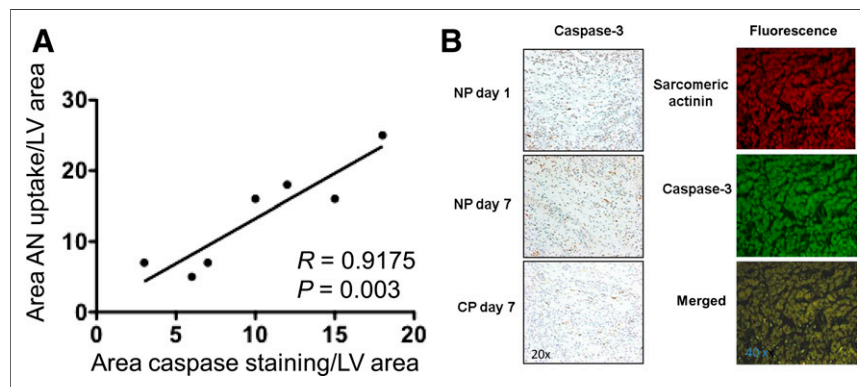 A
Area AN uptake/LV area
30
20
10
0
0
5
10
15
20
R = 0.9175
P = 0.003
Area caspase staining/LV area
B
Caspase-3
Fluorescence
NP day 1
NP day 7
CP day 7
20x
Sarcomeric
actinin
Caspase-3
Merged
40 x